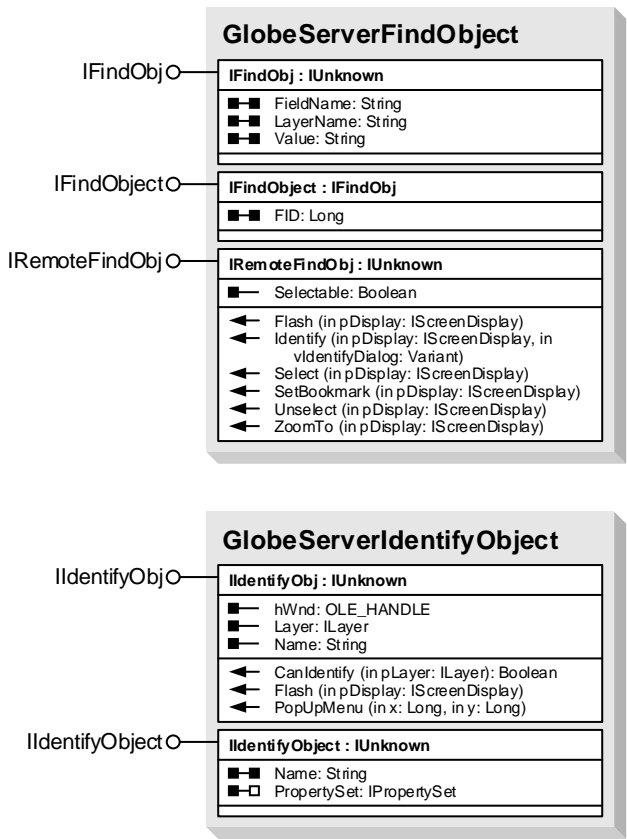 GlobeServerFindObject
IFindObj
IFindObj : IUnknown
FieldName: String
LayerName: String
Value: String
IFindObject
IFindObject : IFindObj
FID: Long
IRemoteFindObj
IRemoteFindObj : IUnknown
Selectable: Boolean
Flash (in pDisplay: IScreenDisplay)
Identify (in pDisplay: IScreenDisplay, in
vIdentifyDialog: Variant)
Select (in pDisplay: IScreenDisplay)
SetBookmark (in pDisplay: IScreenDisplay)
Unselect (in pDisplay: IScreenDisplay)
ZoomTo (in pDisplay: IScreenDisplay)
GlobeServerIdentifyObject
IIdentifyObj
IIdentifyObj : IUnknown
hWnd: OLE_HANDLE
Layer: ILayer
Name: String
CanIdentify (in pLayer: ILayer): Boolean
Flash (in pDisplay: IScreenDisplay)
PopUpMenu (in x: Long, in y: Long)
IIdentifyObject
IIdentifyObject : IUnknown
Name: String
PropertySet: IPropertySet